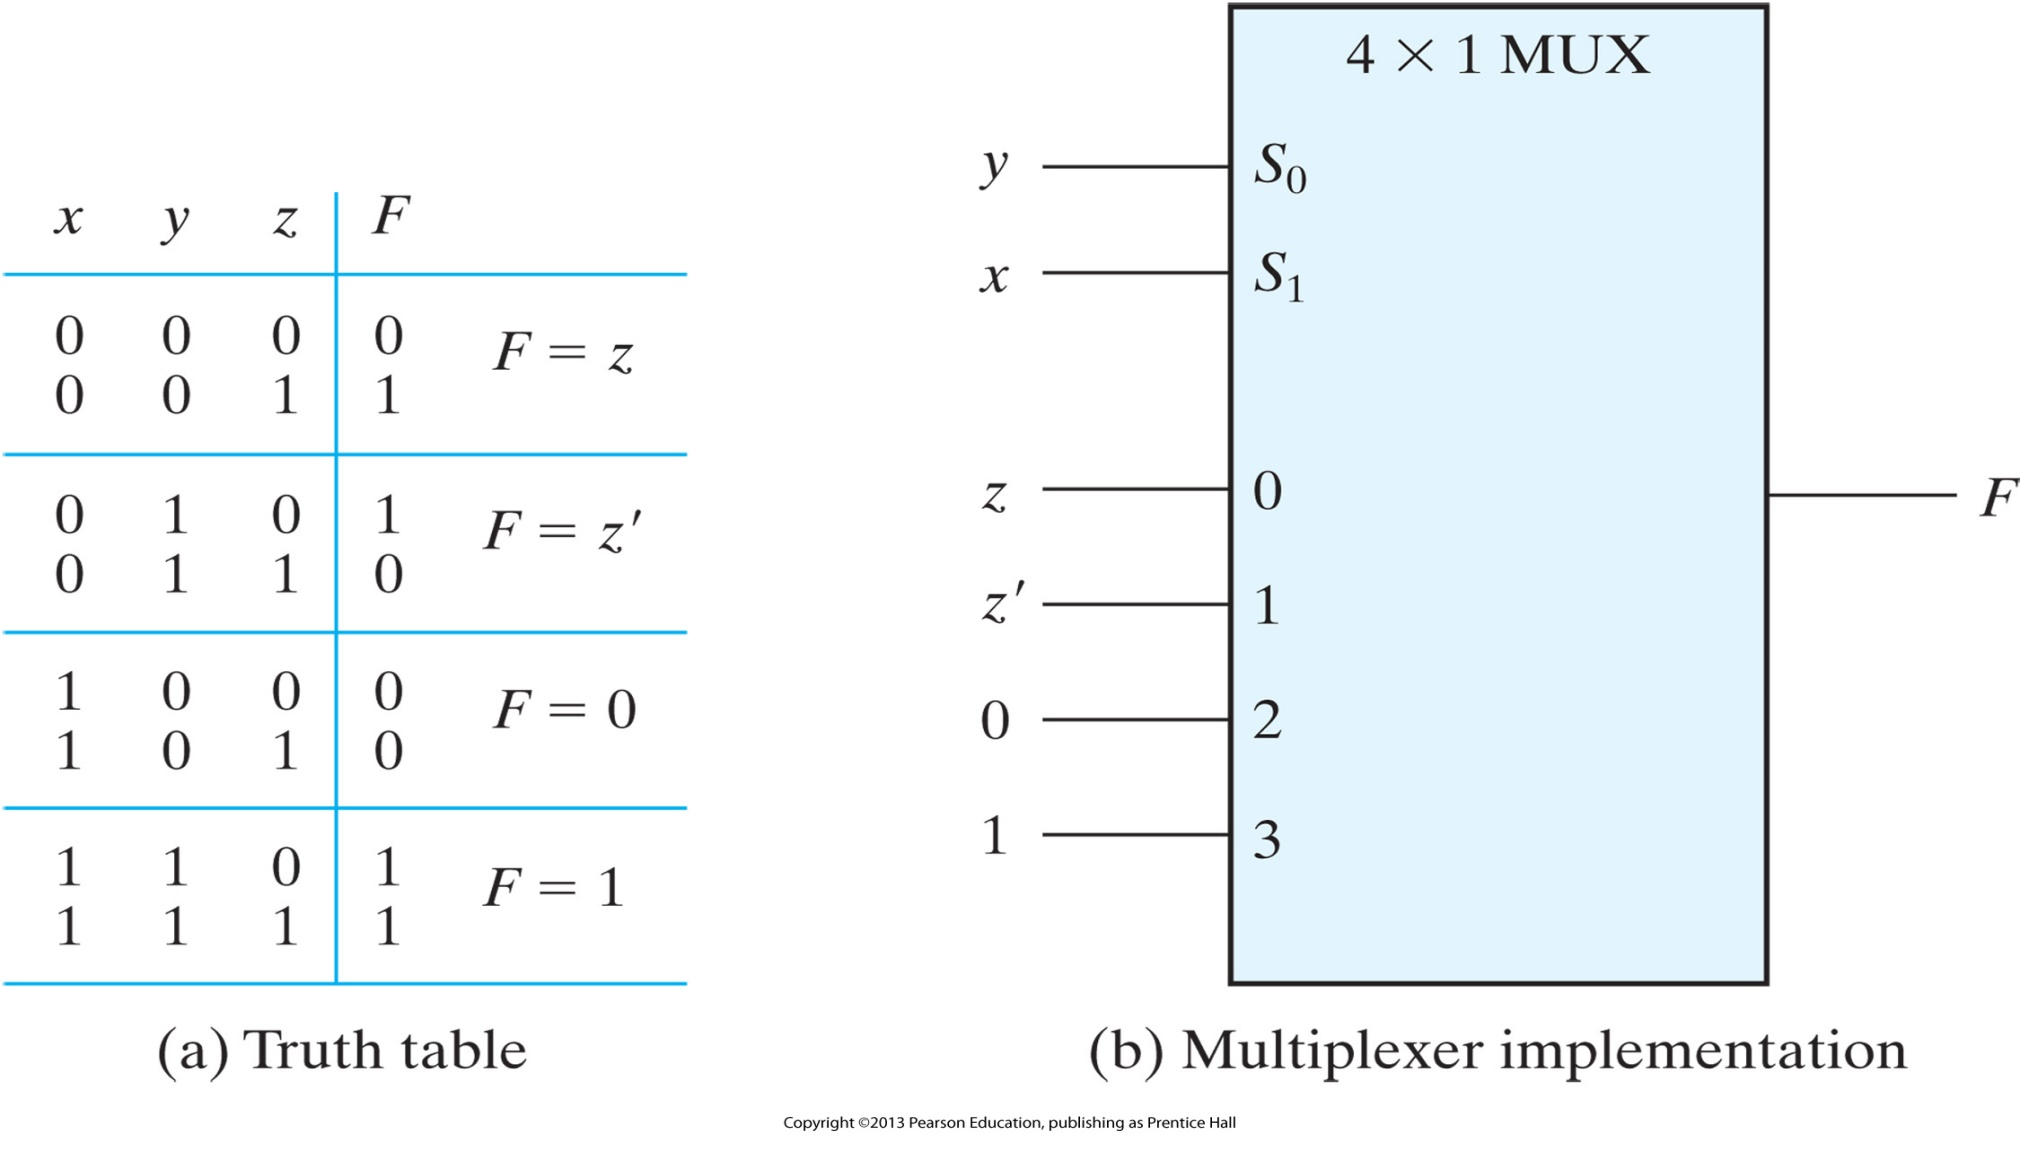 x y z F
0 0 0 0
0 0 1 1
F = z
0 1 0 1
0 1 1 0
F = z′
1 0 0 0
1 0 1 0
F = 0
1 1 0 1
1 1 1 1
F = 1
(a) Truth table
4 × 1 MUX
y S₀
x S₁
z 0
z′ 1
0 2
1 3
F
(b) Multiplexer implementation
Copyright ©2013 Pearson Education, publishing as Prentice Hall